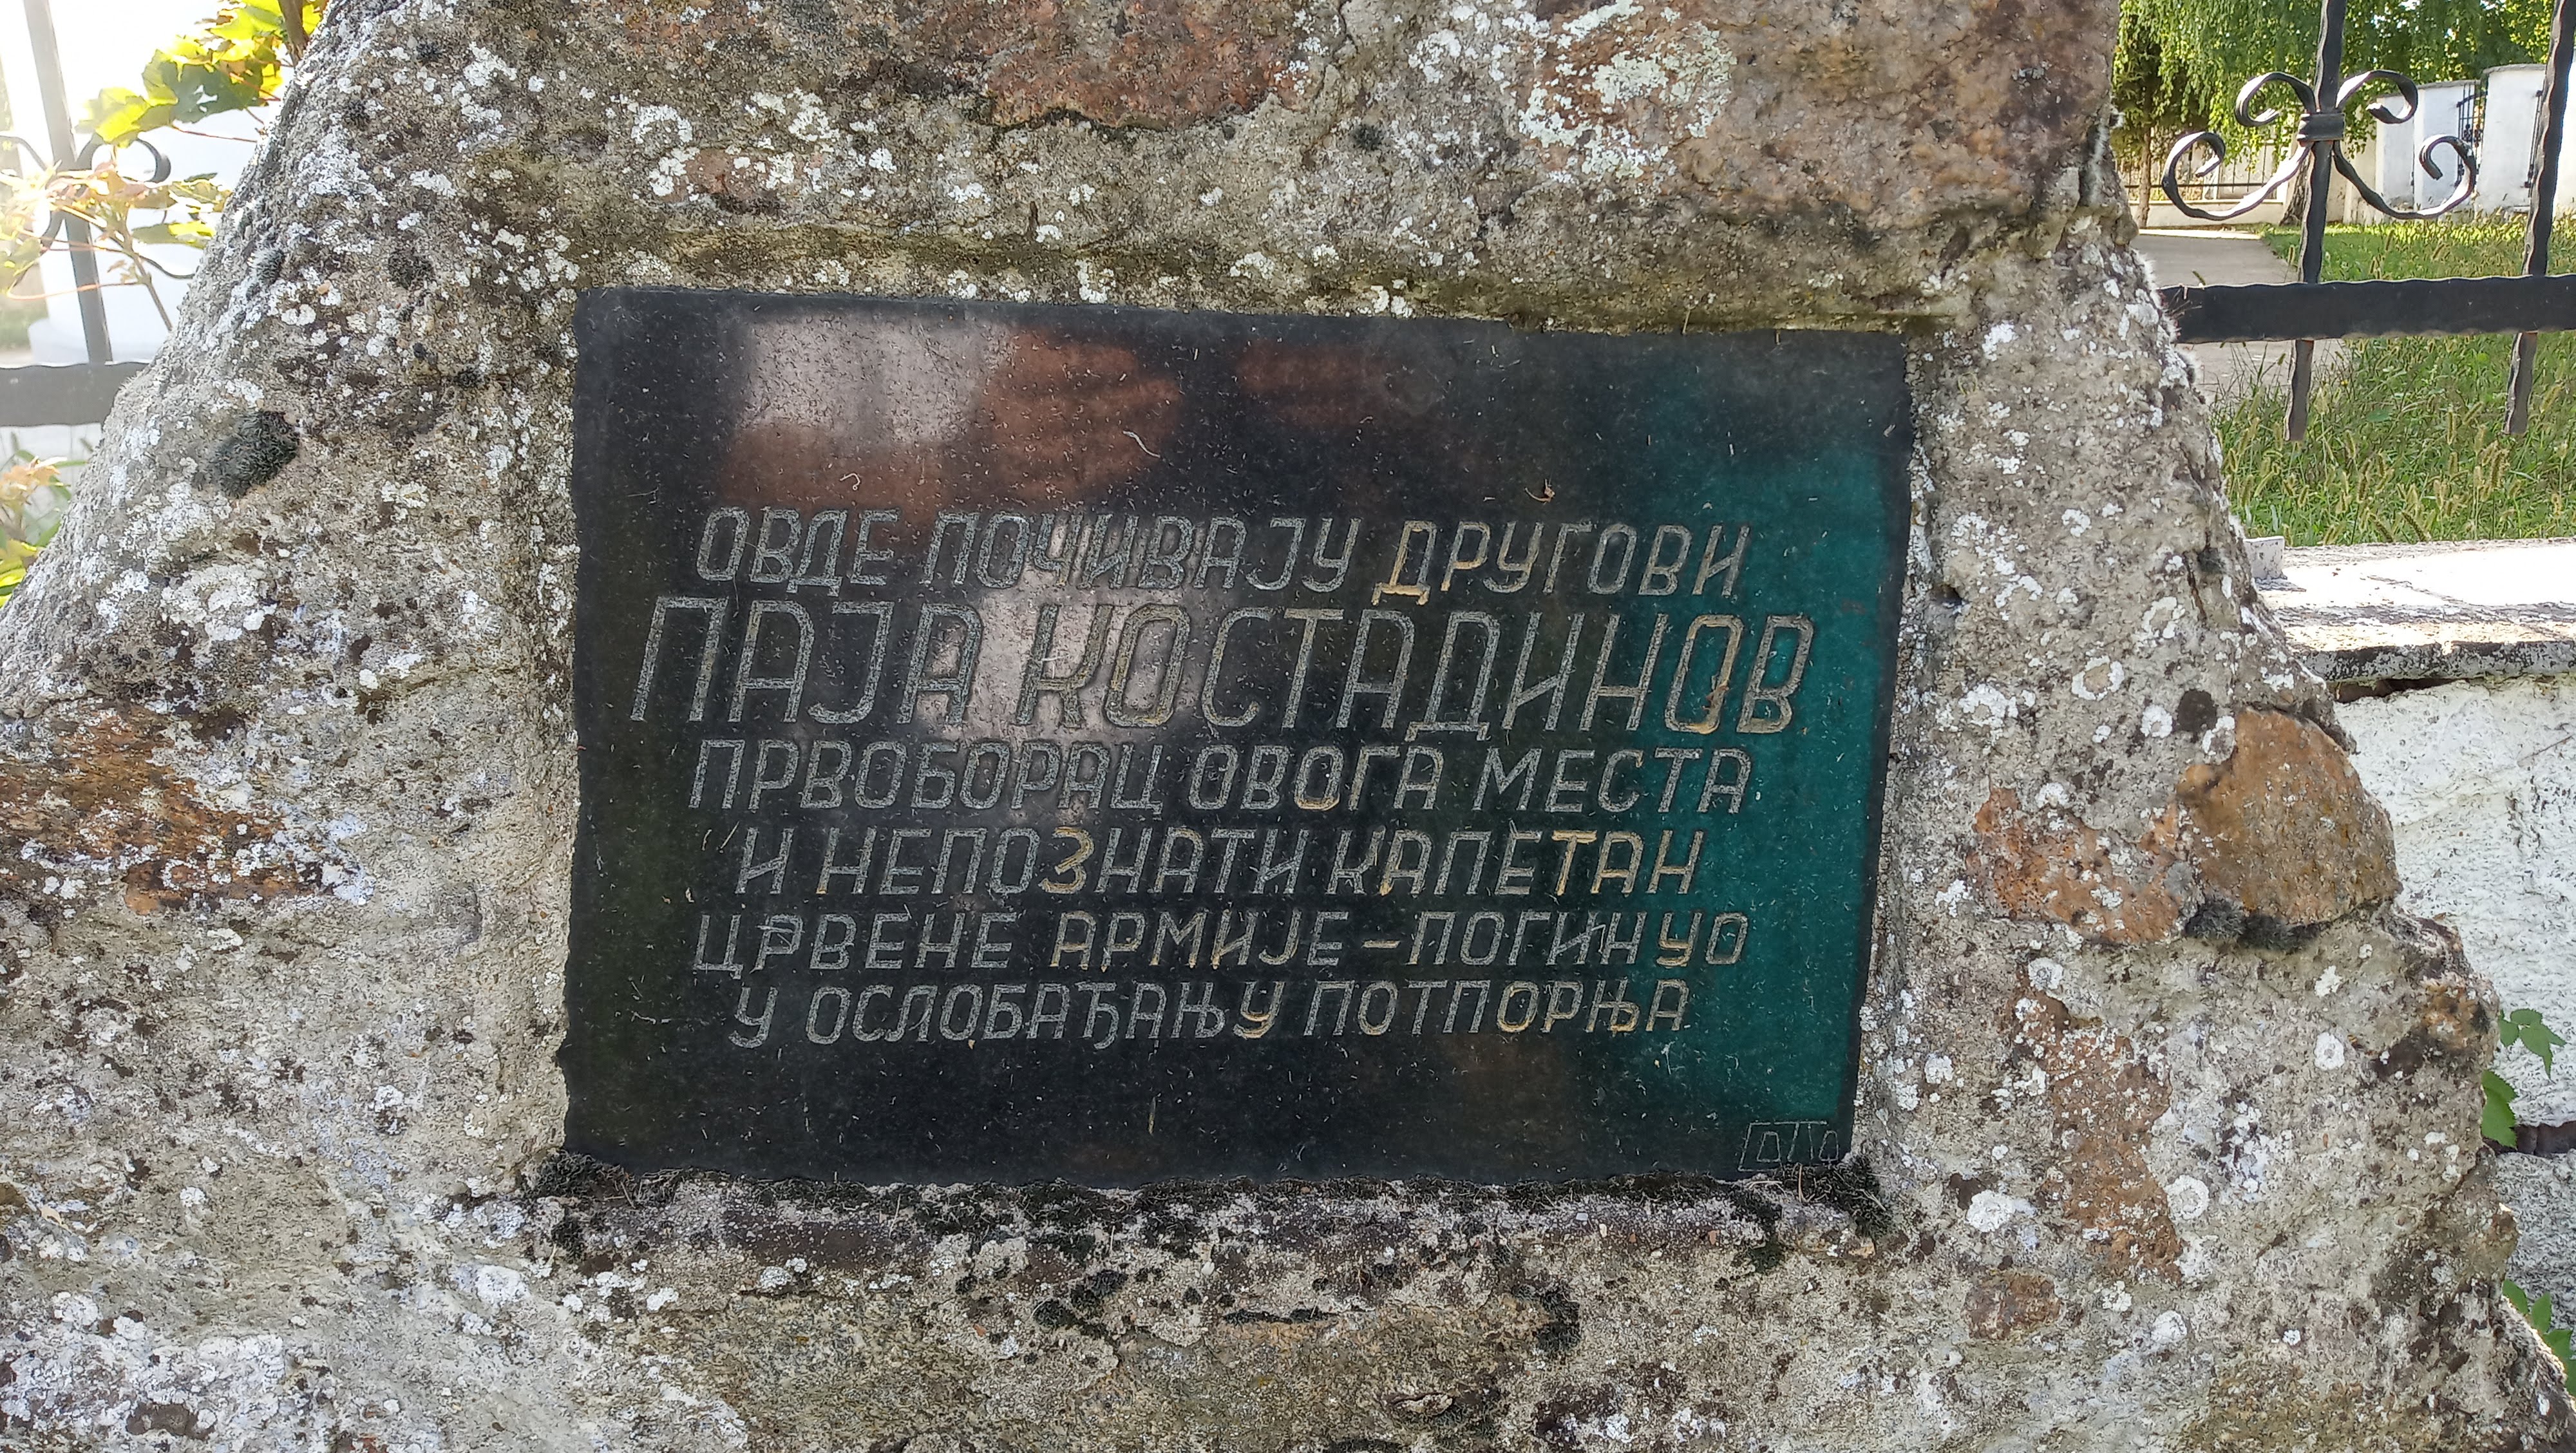 ОВДЕ ПОЧИВАЈУ ДРУГОВИ
ПАЈА КОСТАДИНОВ
ПРВОБОРАЦ ОВОГА МЕСТА
И НЕПОЗНАТИ КАПЕТАН
ЦРВЕНЕ АРМИЈЕ – ПОГИНУО
У ОСЛОБАЂАЊУ ПОТПОРЊА